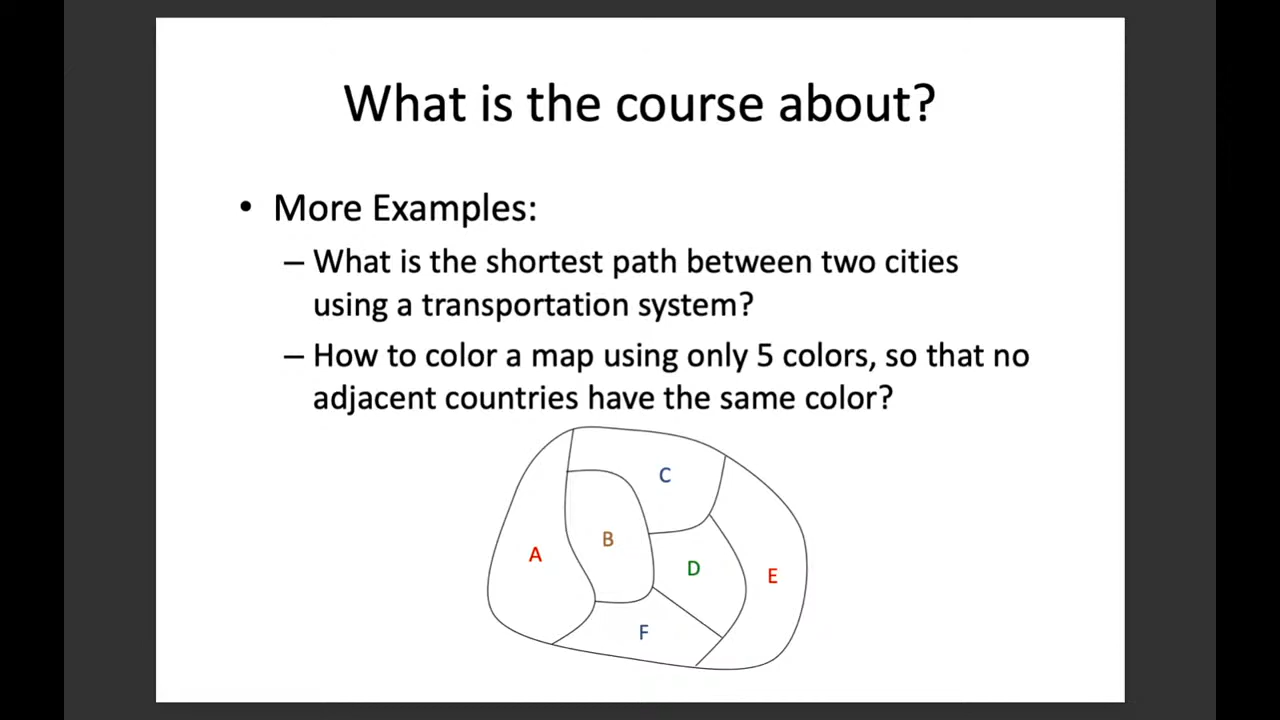 What is the course about?
• More Examples:
– What is the shortest path between two cities
using a transportation system?
– How to color a map using only 5 colors, so that no
adjacent countries have the same color?
C
B
A
D
E
F